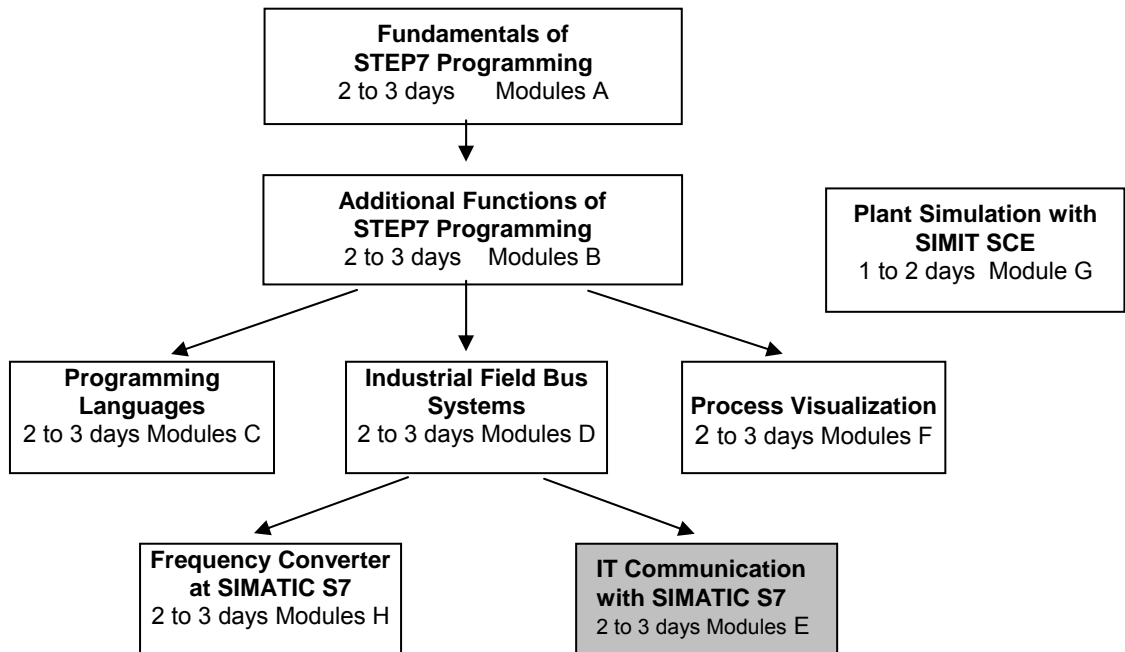 Fundamentals of
STEP7 Programming
2 to 3 days Modules A
Additional Functions of
STEP7 Programming
2 to 3 days Modules B
Plant Simulation with
SIMIT SCE
1 to 2 days Module G
Programming
Languages
2 to 3 days Modules C
Industrial Field Bus
Systems
2 to 3 days Modules D
Process Visualization
2 to 3 days Modules F
Frequency Converter
at SIMATIC S7
2 to 3 days Modules H
IT Communication
with SIMATIC S7
2 to 3 days Modules E